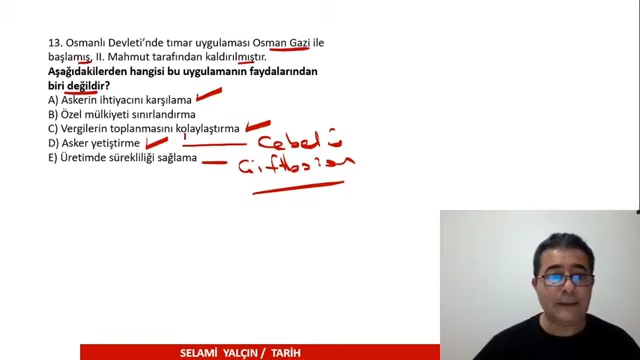 13. Osmanlı Devleti'nde tımar uygulaması Osman Gazi ile
başlamış, II. Mahmut tarafından kaldırılmıştır.
Aşağıdakilerden hangisi bu uygulamanın faydalarından
biri değildir?
A) Askerin ihtiyacını karşılama
B) Özel mülkiyeti sınırlandırma
C) Vergilerin toplanmasını kolaylaştırma
D) Asker yetiştirme
Cebelü
E) Üretimde sürekliliği sağlama
Çiftbozan
SELAMİ YALÇIN / TARİH